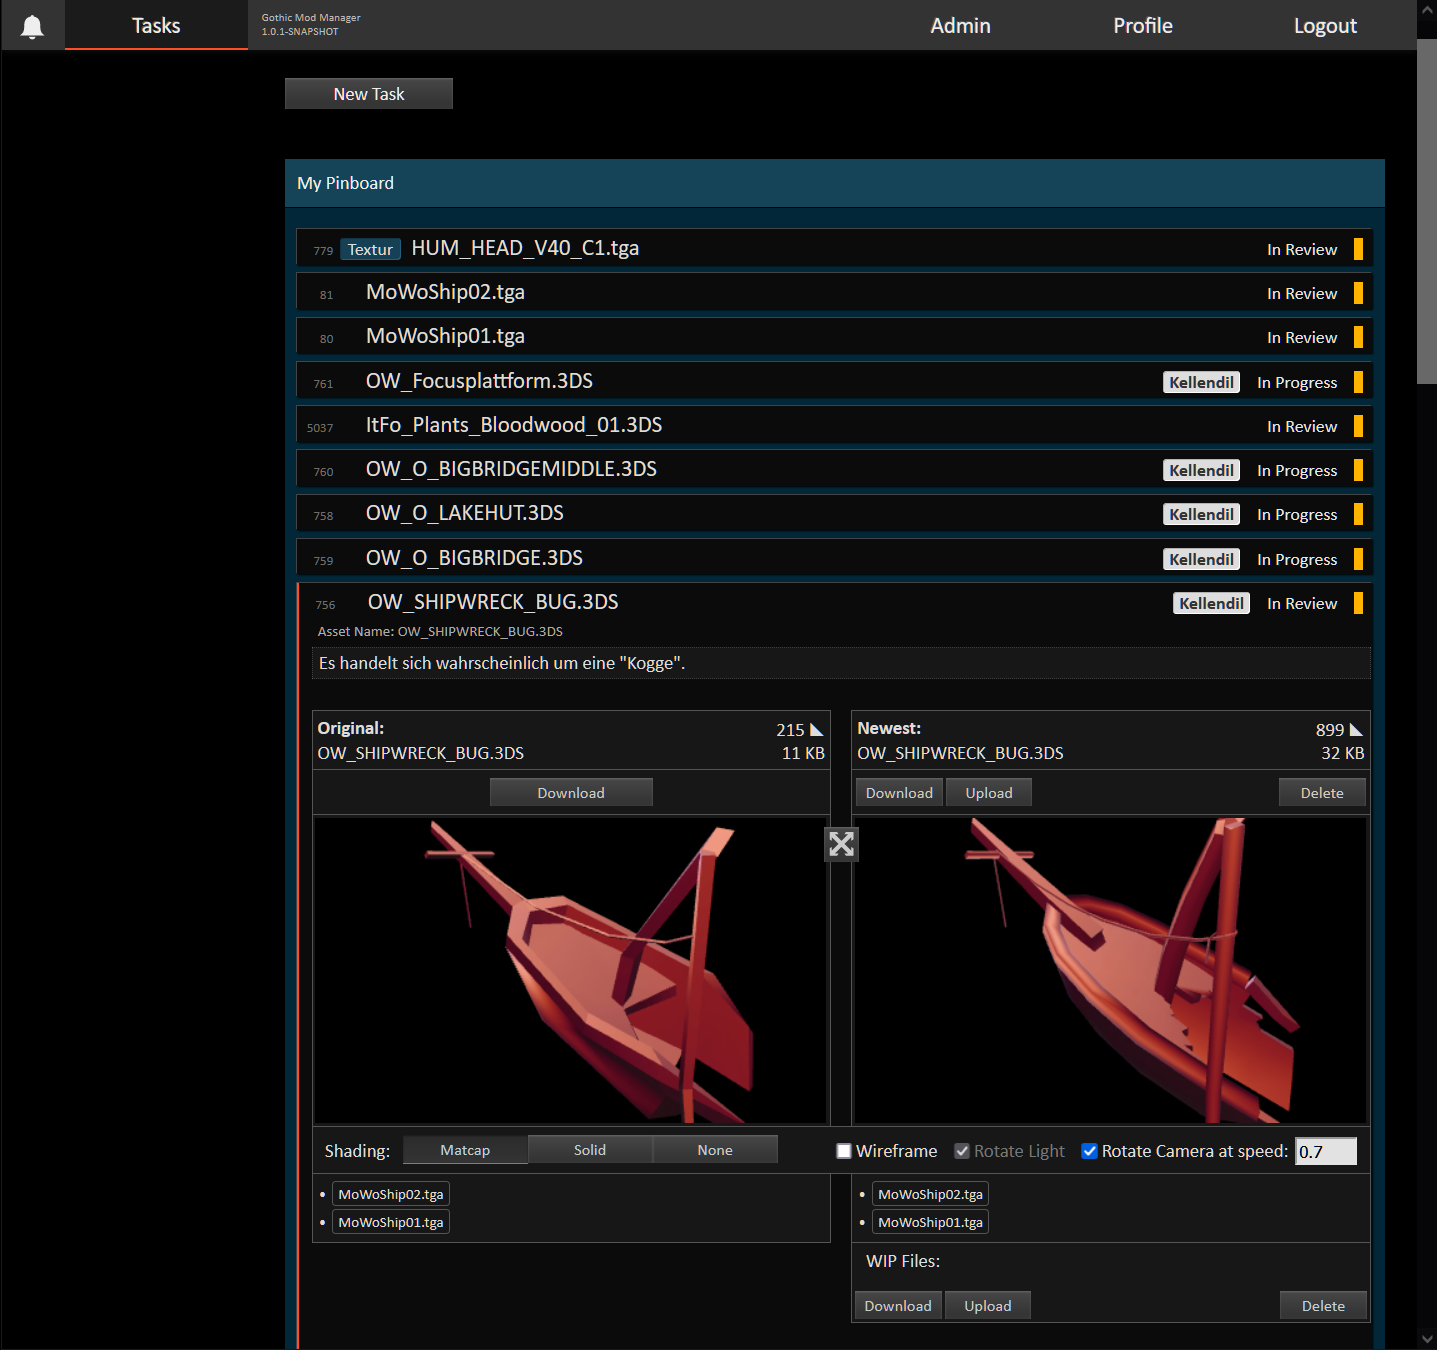 Tasks
Gothic Mod Manager
1.0.1-SNAPSHOT
Admin
Profile
Logout
New Task
My Pinboard
779 Textur HUM_HEAD_V40_C1.tga In Review
81 MoWoShip02.tga In Review
80 MoWoShip01.tga In Review
761 OW_Focusplattform.3DS Kellendil In Progress
5037 ItFo_Plants_Bloodwood_01.3DS In Review
760 OW_O_BIGBRIDGEMIDDLE.3DS Kellendil In Progress
758 OW_O_LAKEHUT.3DS Kellendil In Progress
759 OW_O_BIGBRIDGE.3DS Kellendil In Progress
756 OW_SHIPWRECK_BUG.3DS Kellendil In Review
Asset Name: OW_SHIPWRECK_BUG.3DS
Es handelt sich wahrscheinlich um eine "Kogge".
Original: 215
OW_SHIPWRECK_BUG.3DS 11 KB
Download
Newest: 899
OW_SHIPWRECK_BUG.3DS 32 KB
Download Upload Delete
Shading: Matcap Solid None Wireframe Rotate Light Rotate Camera at speed: 0.7
• MoWoShip02.tga
• MoWoShip01.tga
• MoWoShip02.tga
• MoWoShip01.tga
WIP Files:
Download Upload Delete